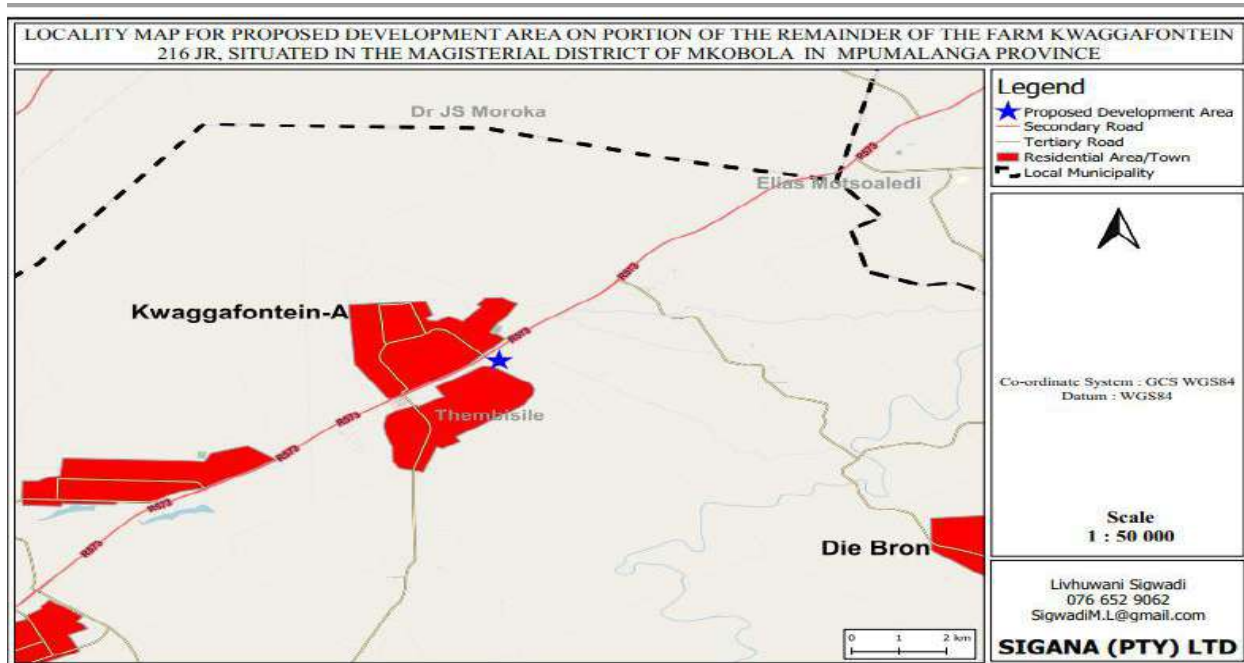 LOCALITY MAP FOR PROPOSED DEVELOPMENT AREA ON PORTION OF THE REMAINDER OF THE FARM KWAGGAFONTEIN
216 JR, SITUATED IN THE MAGISTERIAL DISTRICT OF MKOBOLA IN MPUMALANGA PROVINCE
Dr JS Moroka
R573
Elias Motsoaledi
R573
Kwaggafontein-A
R573
R573
Thembisile
R573
R573
R573
Die Bron
0 1 2 km
Legend
Proposed Development Area
Secondary Road
Tertiary Road
Residential Area/Town
Local Municipality
Co-ordinate System : GCS WGS84
Datum : WGS84
Scale
1 : 50 000
Livhuwani Sigwadi
076 652 9062
SigwadiM.L@gmail.com
SIGANA (PTY) LTD